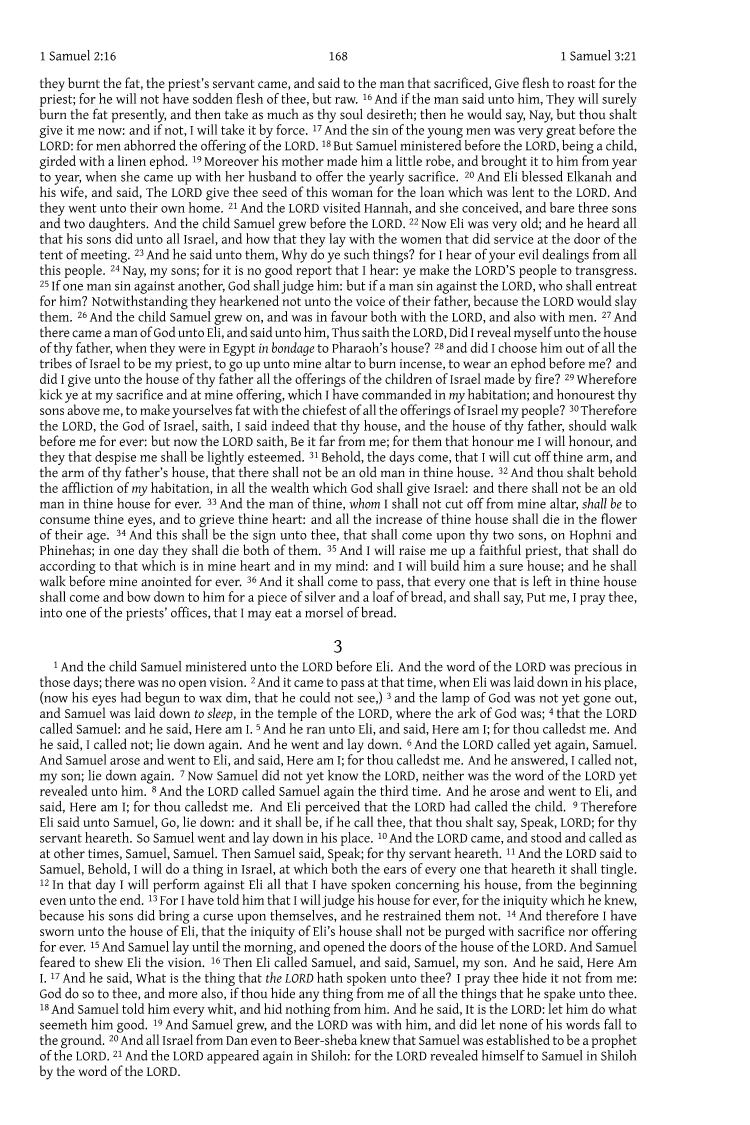 1 Samuel 2:16 168 1 Samuel 3:21
they burnt the fat, the priest's servant came, and said to the man that sacrificed, Give flesh to roast for the
priest; for he will not have sodden flesh of thee, but raw. 16 And if the man said unto him, They will surely
burn the fat presently, and then take as much as thy soul desireth; then he would say, Nay, but thou shalt
give it me now: and if not, I will take it by force. 17 And the sin of the young men was very great before the
LORD: for men abhorred the offering of the LORD. 18 But Samuel ministered before the LORD, being a child,
girded with a linen ephod. 19 Moreover his mother made him a little robe, and brought it to him from year
to year, when she came up with her husband to offer the yearly sacrifice. 20 And Eli blessed Elkanah and
his wife, and said, The LORD give thee seed of this woman for the loan which was lent to the LORD. And
they went unto their own home. 21 And the LORD visited Hannah, and she conceived, and bare three sons
and two daughters. And the child Samuel grew before the LORD. 22 Now Eli was very old; and he heard all
that his sons did unto all Israel, and how that they lay with the women that did service at the door of the
tent of meeting. 23 And he said unto them, Why do ye such things? for I hear of your evil dealings from all
this people. 24 Nay, my sons; for it is no good report that I hear: ye make the LORD'S people to transgress.
25 If one man sin against another, God shall judge him: but if a man sin against the LORD, who shall entreat
for him? Notwithstanding they hearkened not unto the voice of their father, because the LORD would slay
them. 26 And the child Samuel grew on, and was in favour both with the LORD, and also with men. 27 And
there came a man of God unto Eli, and said unto him, Thus saith the LORD, Did I reveal myself unto the house
of thy father, when they were in Egypt in bondage to Pharaoh's house? 28 and did I choose him out of all the
tribes of Israel to be my priest, to go up unto mine altar to burn incense, to wear an ephod before me? and
did I give unto the house of thy father all the offerings of the children of Israel made by fire? 29 Wherefore
kick ye at my sacrifice and at mine offering, which I have commanded in my habitation; and honourest thy
sons above me, to make yourselves fat with the chiefest of all the offerings of Israel my people? 30 Therefore
the LORD, the God of Israel, saith, I said indeed that thy house, and the house of thy father, should walk
before me for ever: but now the LORD saith, Be it far from me; for them that honour me I will honour, and
they that despise me shall be lightly esteemed. 31 Behold, the days come, that I will cut off thine arm, and
the arm of thy father's house, that there shall not be an old man in thine house. 32 And thou shalt behold
the affliction of my habitation, in all the wealth which God shall give Israel: and there shall not be an old
man in thine house for ever. 33 And the man of thine, whom I shall not cut off from mine altar, shall be to
consume thine eyes, and to grieve thine heart: and all the increase of thine house shall die in the flower
of their age. 34 And this shall be the sign unto thee, that shall come upon thy two sons, on Hophni and
Phinehas; in one day they shall die both of them. 35 And I will raise me up a faithful priest, that shall do
according to that which is in mine heart and in my mind: and I will build him a sure house; and he shall
walk before mine anointed for ever. 36 And it shall come to pass, that every one that is left in thine house
shall come and bow down to him for a piece of silver and a loaf of bread, and shall say, Put me, I pray thee,
into one of the priests' offices, that I may eat a morsel of bread.
3
1 And the child Samuel ministered unto the LORD before Eli. And the word of the LORD was precious in
those days; there was no open vision. 2 And it came to pass at that time, when Eli was laid down in his place,
(now his eyes had begun to wax dim, that he could not see,) 3 and the lamp of God was not yet gone out,
and Samuel was laid down to sleep, in the temple of the LORD, where the ark of God was; 4 that the LORD
called Samuel: and he said, Here am I. 5 And he ran unto Eli, and said, Here am I; for thou calledst me. And
he said, I called not; lie down again. And he went and lay down. 6 And the LORD called yet again, Samuel.
And Samuel arose and went to Eli, and said, Here am I; for thou calledst me. And he answered, I called not,
my son; lie down again. 7 Now Samuel did not yet know the LORD, neither was the word of the LORD yet
revealed unto him. 8 And the LORD called Samuel again the third time. And he arose and went to Eli, and
said, Here am I; for thou calledst me. And Eli perceived that the LORD had called the child. 9 Therefore
Eli said unto Samuel, Go, lie down: and it shall be, if he call thee, that thou shalt say, Speak, LORD; for thy
servant heareth. So Samuel went and lay down in his place. 10 And the LORD came, and stood and called as
at other times, Samuel, Samuel. Then Samuel said, Speak; for thy servant heareth. 11 And the LORD said to
Samuel, Behold, I will do a thing in Israel, at which both the ears of every one that heareth it shall tingle.
12 In that day I will perform against Eli all that I have spoken concerning his house, from the beginning
even unto the end. 13 For I have told him that I will judge his house for ever, for the iniquity which he knew,
because his sons did bring a curse upon themselves, and he restrained them not. 14 And therefore I have
sworn unto the house of Eli, that the iniquity of Eli's house shall not be purged with sacrifice nor offering
for ever. 15 And Samuel lay until the morning, and opened the doors of the house of the LORD. And Samuel
feared to shew Eli the vision. 16 Then Eli called Samuel, and said, Samuel, my son. And he said, Here Am
I. 17 And he said, What is the thing that the LORD hath spoken unto thee? I pray thee hide it not from me:
God do so to thee, and more also, if thou hide any thing from me of all the things that he spake unto thee.
18 And Samuel told him every whit, and hid nothing from him. And he said, It is the LORD: let him do what
seemeth him good. 19 And Samuel grew, and the LORD was with him, and did let none of his words fall to
the ground. 20 And all Israel from Dan even to Beer-sheba knew that Samuel was established to be a prophet
of the LORD. 21 And the LORD appeared again in Shiloh: for the LORD revealed himself to Samuel in Shiloh
by the word of the LORD.